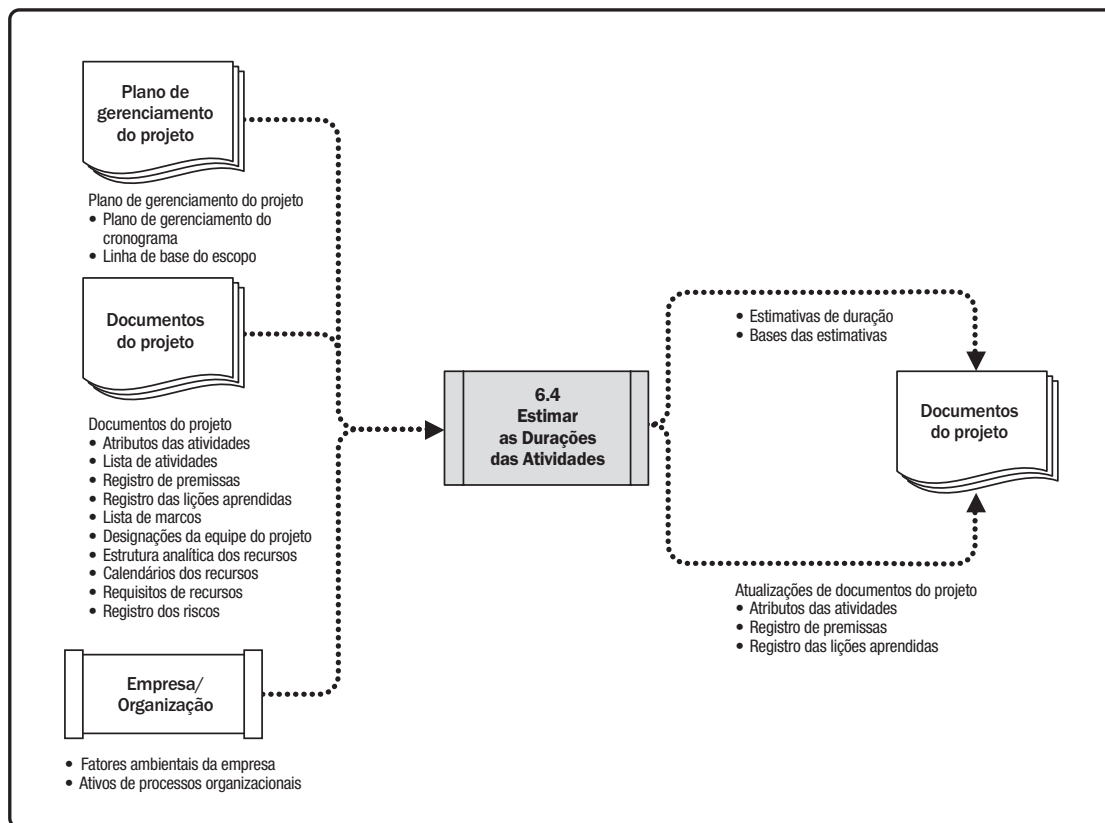 Plano de
gerenciamento
do projeto
Plano de gerenciamento do projeto
• Plano de gerenciamento do
cronograma
• Linha de base do escopo
Documentos
do projeto
Documentos do projeto
• Atributos das atividades
• Lista de atividades
• Registro de premissas
• Registro das lições aprendidas
• Lista de marcos
• Designações da equipe do projeto
• Estrutura analítica dos recursos
• Calendários dos recursos
• Requisitos de recursos
• Registro dos riscos
Empresa/
Organização
• Fatores ambientais da empresa
• Ativos de processos organizacionais
6.4
Estimar
as Durações
das Atividades
• Estimativas de duração
• Bases das estimativas
Documentos
do projeto
Atualizações de documentos do projeto
• Atributos das atividades
• Registro de premissas
• Registro das lições aprendidas